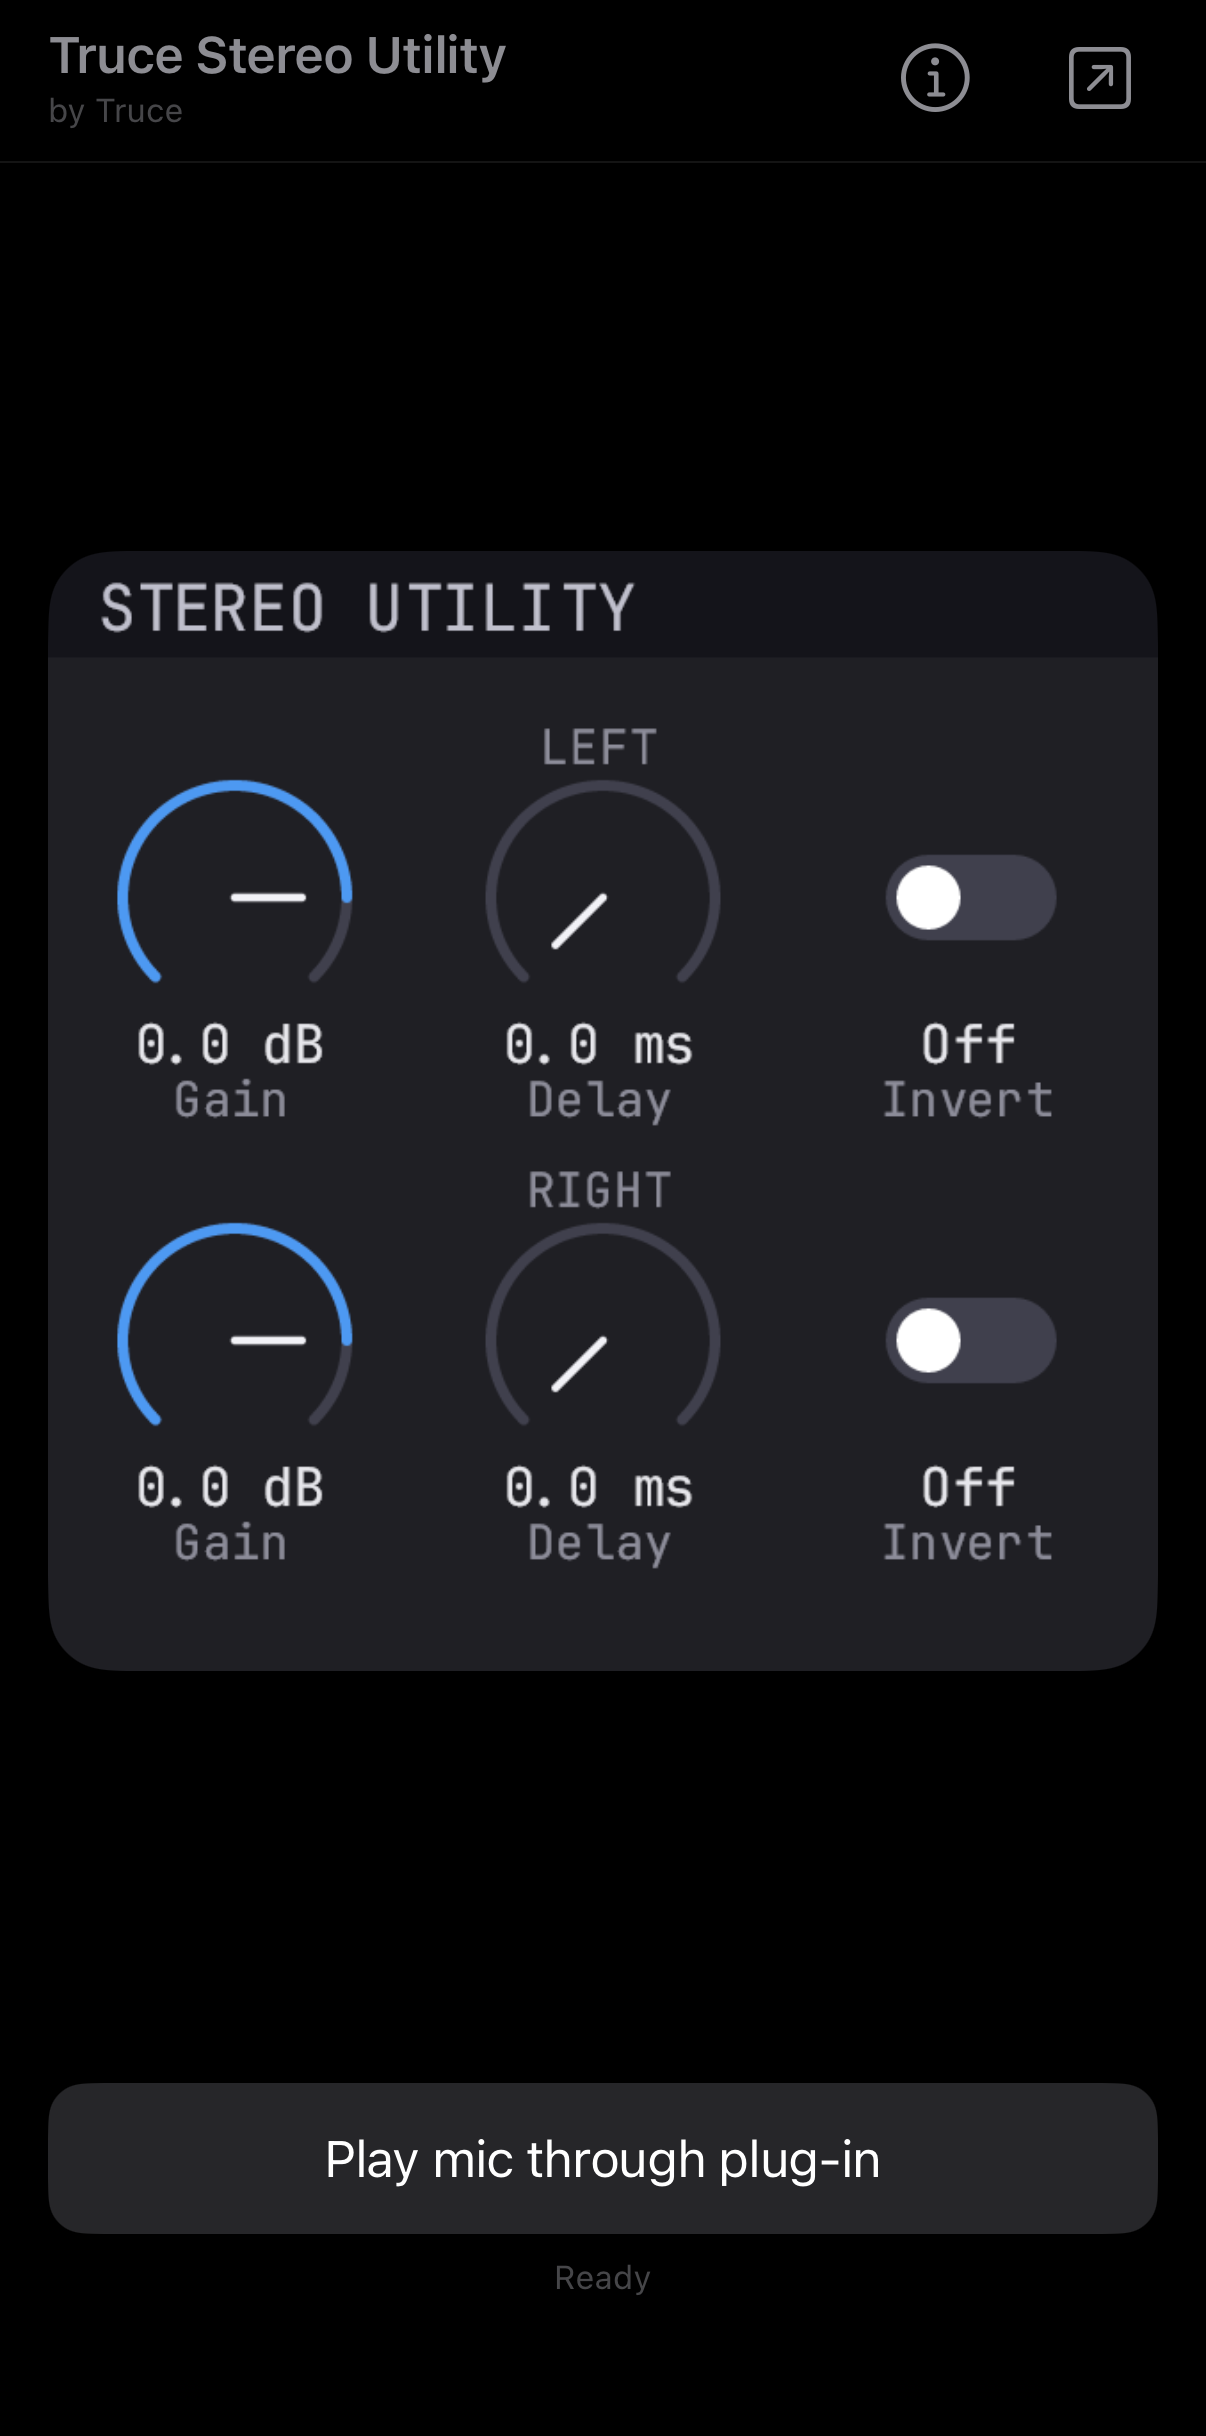 Truce Stereo Utility
by Truce
STEREO UTILITY
LEFT
0.0 dB
0.0 ms
Off
Gain
Delay
Invert
RIGHT
0.0 dB
0.0 ms
Off
Gain
Delay
Invert
Play mic through plug-in
Ready